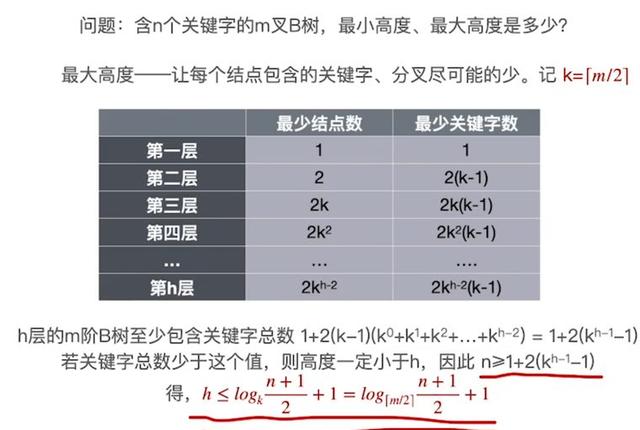 问题：含n个关键字的m叉B树，最小高度、最大高度是多少？
最大高度——让每个结点包含的关键字、分叉尽可能的少。记 k=⌈m/2⌉
最少结点数 最少关键字数
第一层 1 1
第二层 2 2(k-1)
第三层 2k 2k(k-1)
第四层 2k² 2k²(k-1)
... ... ....
第h层 2kʰ⁻² 2kʰ⁻²(k-1)
h层的m阶B树至少包含关键字总数 1+2(k–1)(k⁰+k¹+k²+…+kʰ⁻²) = 1+2(kʰ⁻¹–1)
若关键字总数少于这个值，则高度一定小于h，因此 n≥1+2(kʰ⁻¹–1)
得，h ≤ logₖ (n+1)/2 + 1 = log⌈m/2⌉ (n+1)/2 + 1